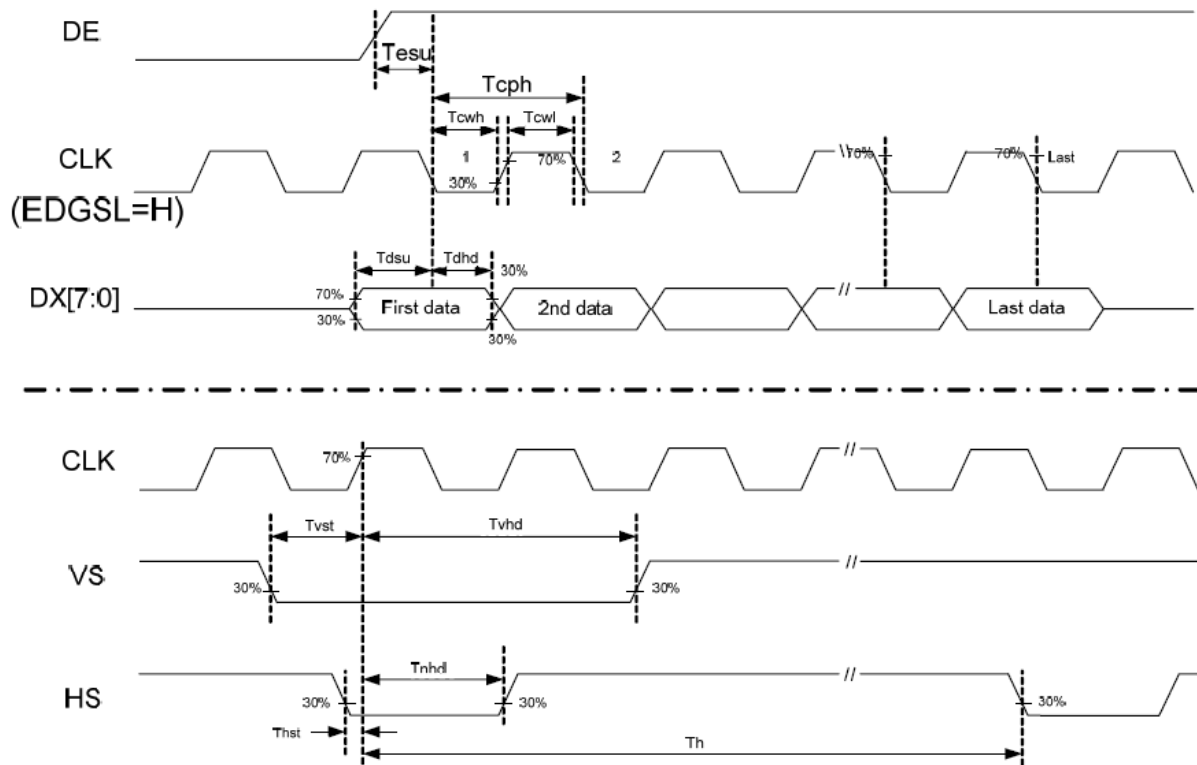 DE
Tesu
Tcph
Tcwh
Tcwl
CLK
(EDGSL=H)
1
30%
70%
2
// 70%
70%
Last
Tdsu
Tdhd
30%
DX[7:0]
70%
30%
First data
30%
2nd data
//
Last data
CLK
70%
//
Tvst
Tvhd
VS
30%
30%
//
HS
30%
30%
//
30%
Thst
Th